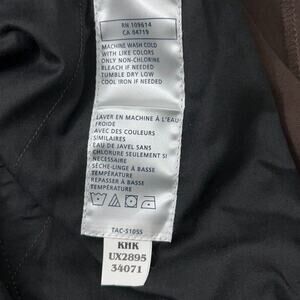 RN 109614
CA 04719
MACHINE WASH COLD
WITH LIKE COLORS
ONLY NON-CHLORINE
BLEACH IF NEEDED
TUMBLE DRY LOW
COOL IRON IF NEEDED
LAVER EN MACHINE À L'EAU
FROIDE
AVEC DES COULEURS
SIMILAIRES
EAU DE JAVEL SANS
CHLORURE SEULEMENT SI
NÉCESSAIRE
SÈCHE-LINGE À BASSE
TEMPÉRATURE
REPASSER À BASSE
TEMPÉRATURE
TAC-51055
KHK
UX2895
34071